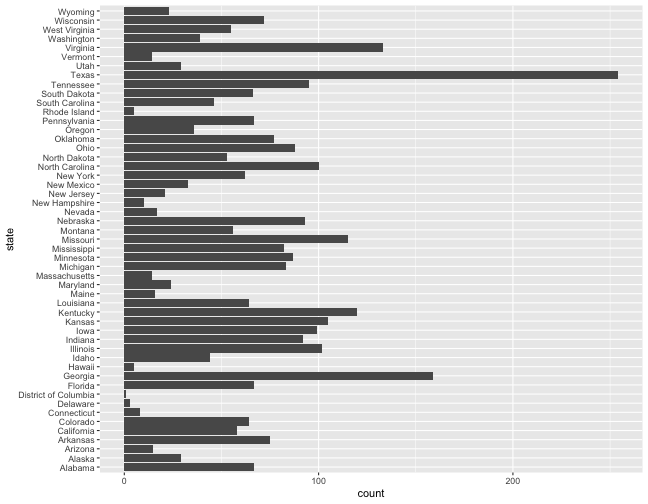 Wyoming
Wisconsin
West Virginia
Washington
Virginia
Vermont
Utah
Texas
Tennessee
South Dakota
South Carolina
Rhode Island
Pennsylvania
Oregon
Oklahoma
Ohio
North Dakota
North Carolina
New York
New Mexico
New Jersey
New Hampshire
Nevada
Nebraska
Montana
Missouri
Mississippi
Minnesota
Michigan
Massachusetts
Maryland
Maine
Louisiana
Kentucky
Kansas
Iowa
Indiana
Illinois
Idaho
Hawaii
Georgia
Florida
District of Columbia
Delaware
Connecticut
Colorado
California
Arkansas
Arizona
Alaska
Alabama
state
0 100 200
count